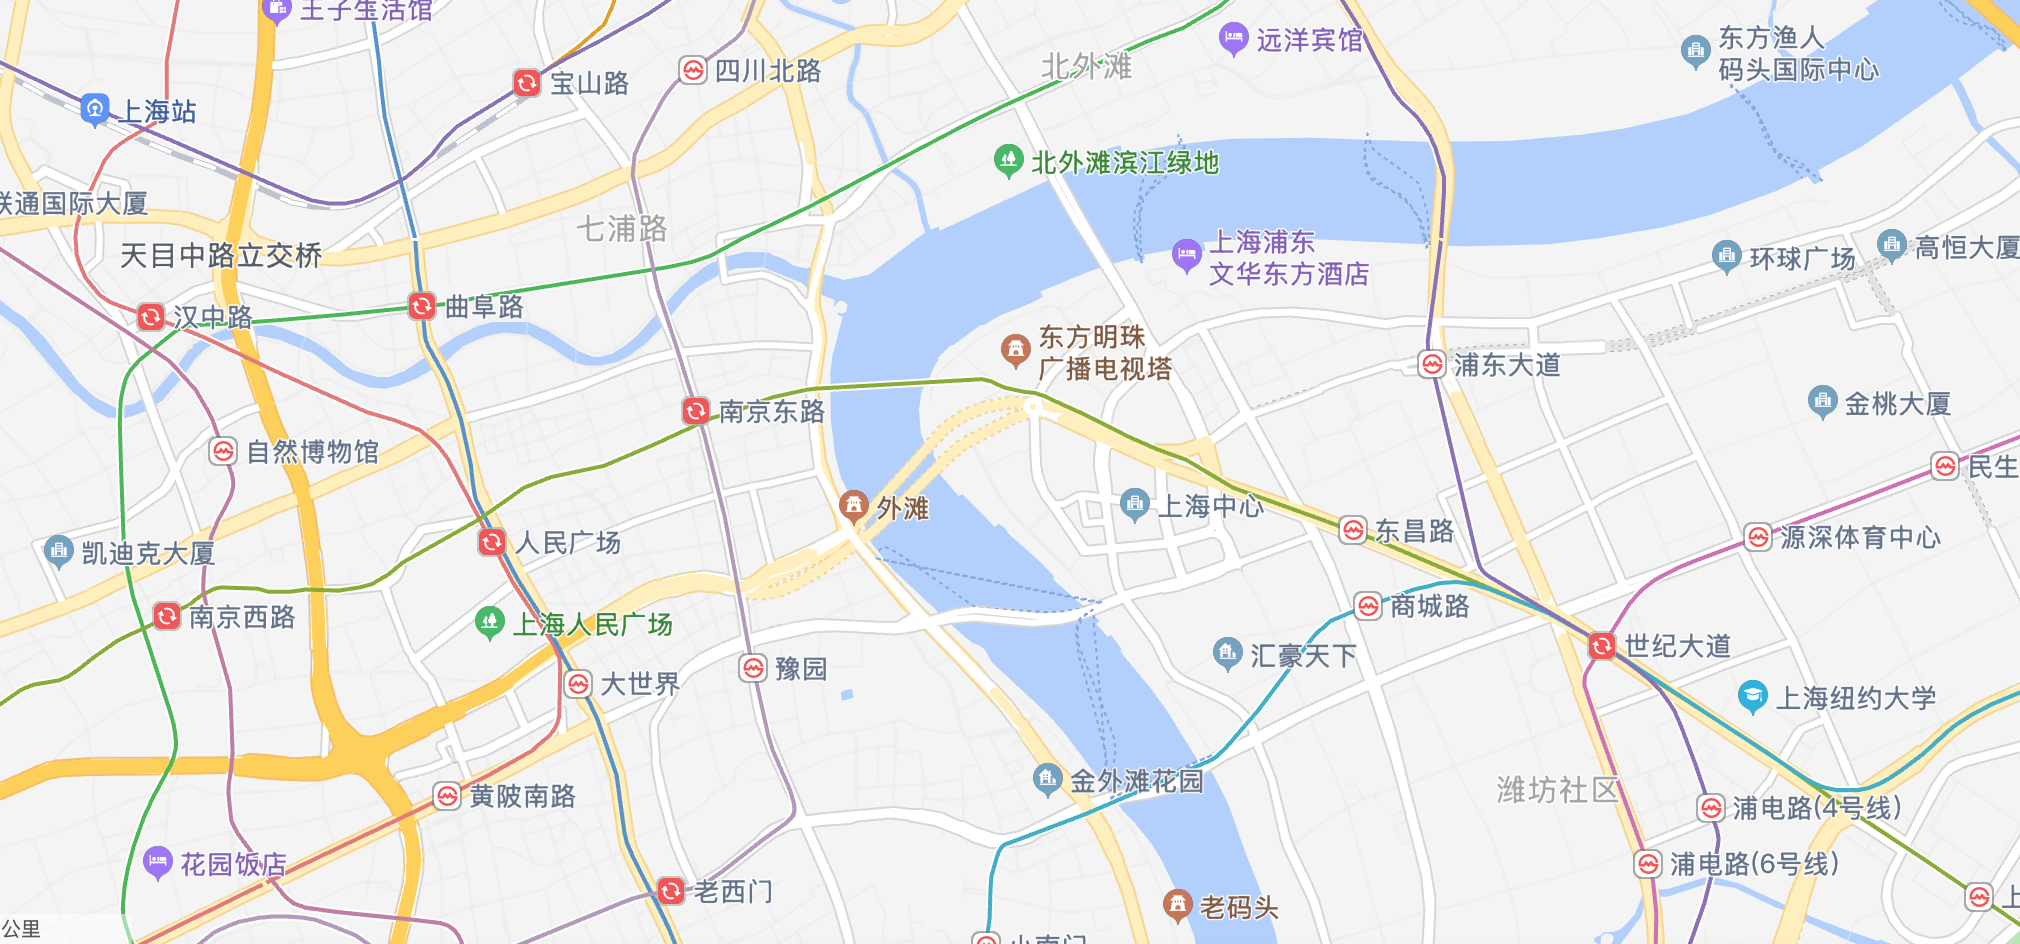 王子生活馆
远洋宾馆
东方渔人
码头国际中心
北外滩
四川北路
宝山路
上海站
北外滩滨江绿地
联通国际大厦
七浦路
天目中路立交桥
上海浦东
文华东方酒店
环球广场
高恒大厦
汉中路
曲阜路
东方明珠
广播电视塔
浦东大道
南京东路
金桃大厦
自然博物馆
民生
外滩
上海中心
东昌路
源深体育中心
人民广场
凯迪克大厦
南京西路
上海人民广场
商城路
世纪大道
汇豪天下
豫园
大世界
上海纽约大学
金外滩花园
黄陂南路
潍坊社区
浦电路(4号线)
花园饭店
浦电路(6号线)
老西门
老码头
上
公里
小南门